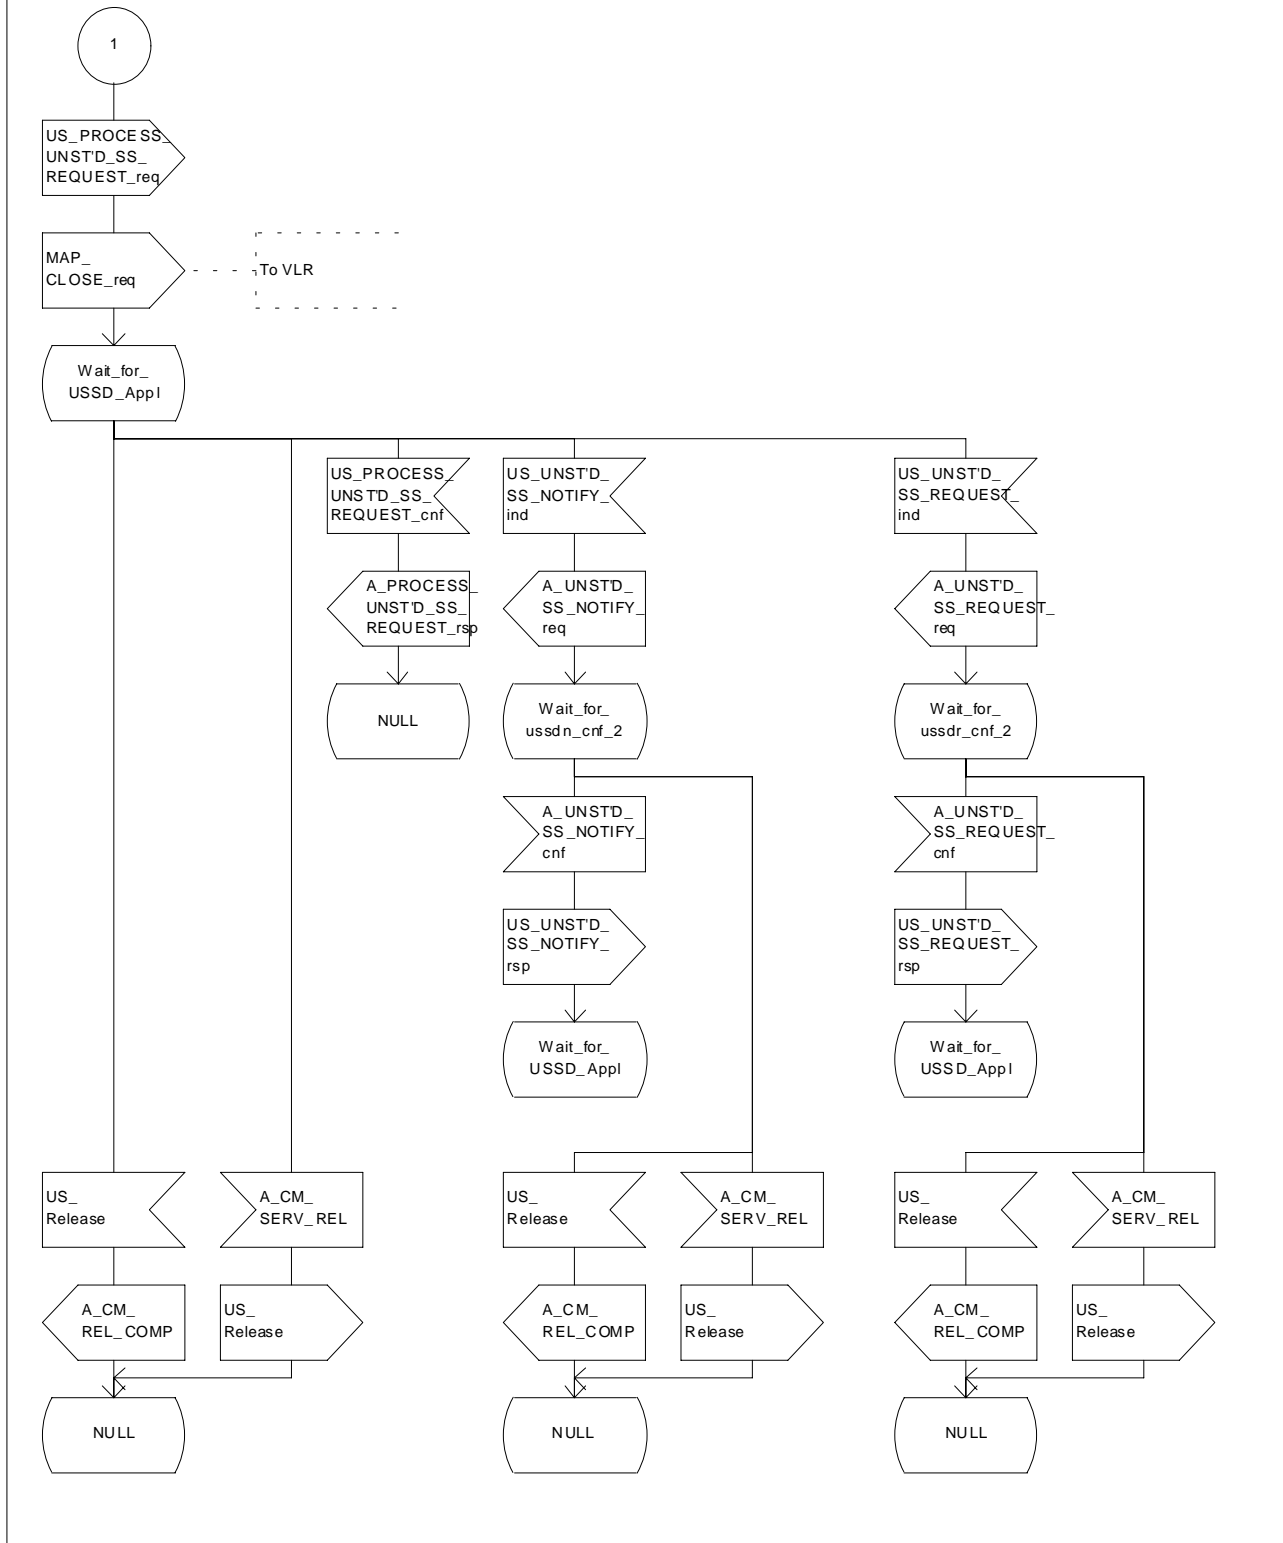 1
US_PROCESS_
UNST'D_SS_
REQUEST_req
MAP_
CLOSE_req
To VLR
Wait_for_
USSD_Appl
US_PROCESS_
UNST'D_SS_
REQUEST_cnf
US_UNST'D_
SS_NOTIFY_
ind
US_UNST'D_
SS_REQUEST_
ind
A_PROCESS_
UNST'D_SS_
REQUEST_rsp
A_UNST'D_
SS_NOTIFY_
req
A_UNST'D_
SS_REQUEST_
req
NULL
Wait_for_
ussdn_cnf_2
Wait_for_
ussdr_cnf_2
A_UNST'D_
SS_NOTIFY_
cnf
A_UNST'D_
SS_REQUEST_
cnf
US_UNST'D_
SS_NOTIFY_
rsp
US_UNST'D_
SS_REQUEST_
rsp
Wait_for_
USSD_Appl
Wait_for_
USSD_Appl
US_
Release
A_CM_
SERV_REL
US_
Release
A_CM_
SERV_REL
US_
Release
A_CM_
SERV_REL
A_CM_
REL_COMP
US_
Release
A_CM_
REL_COMP
US_
Release
A_CM_
REL_COMP
US_
Release
NULL
NULL
NULL